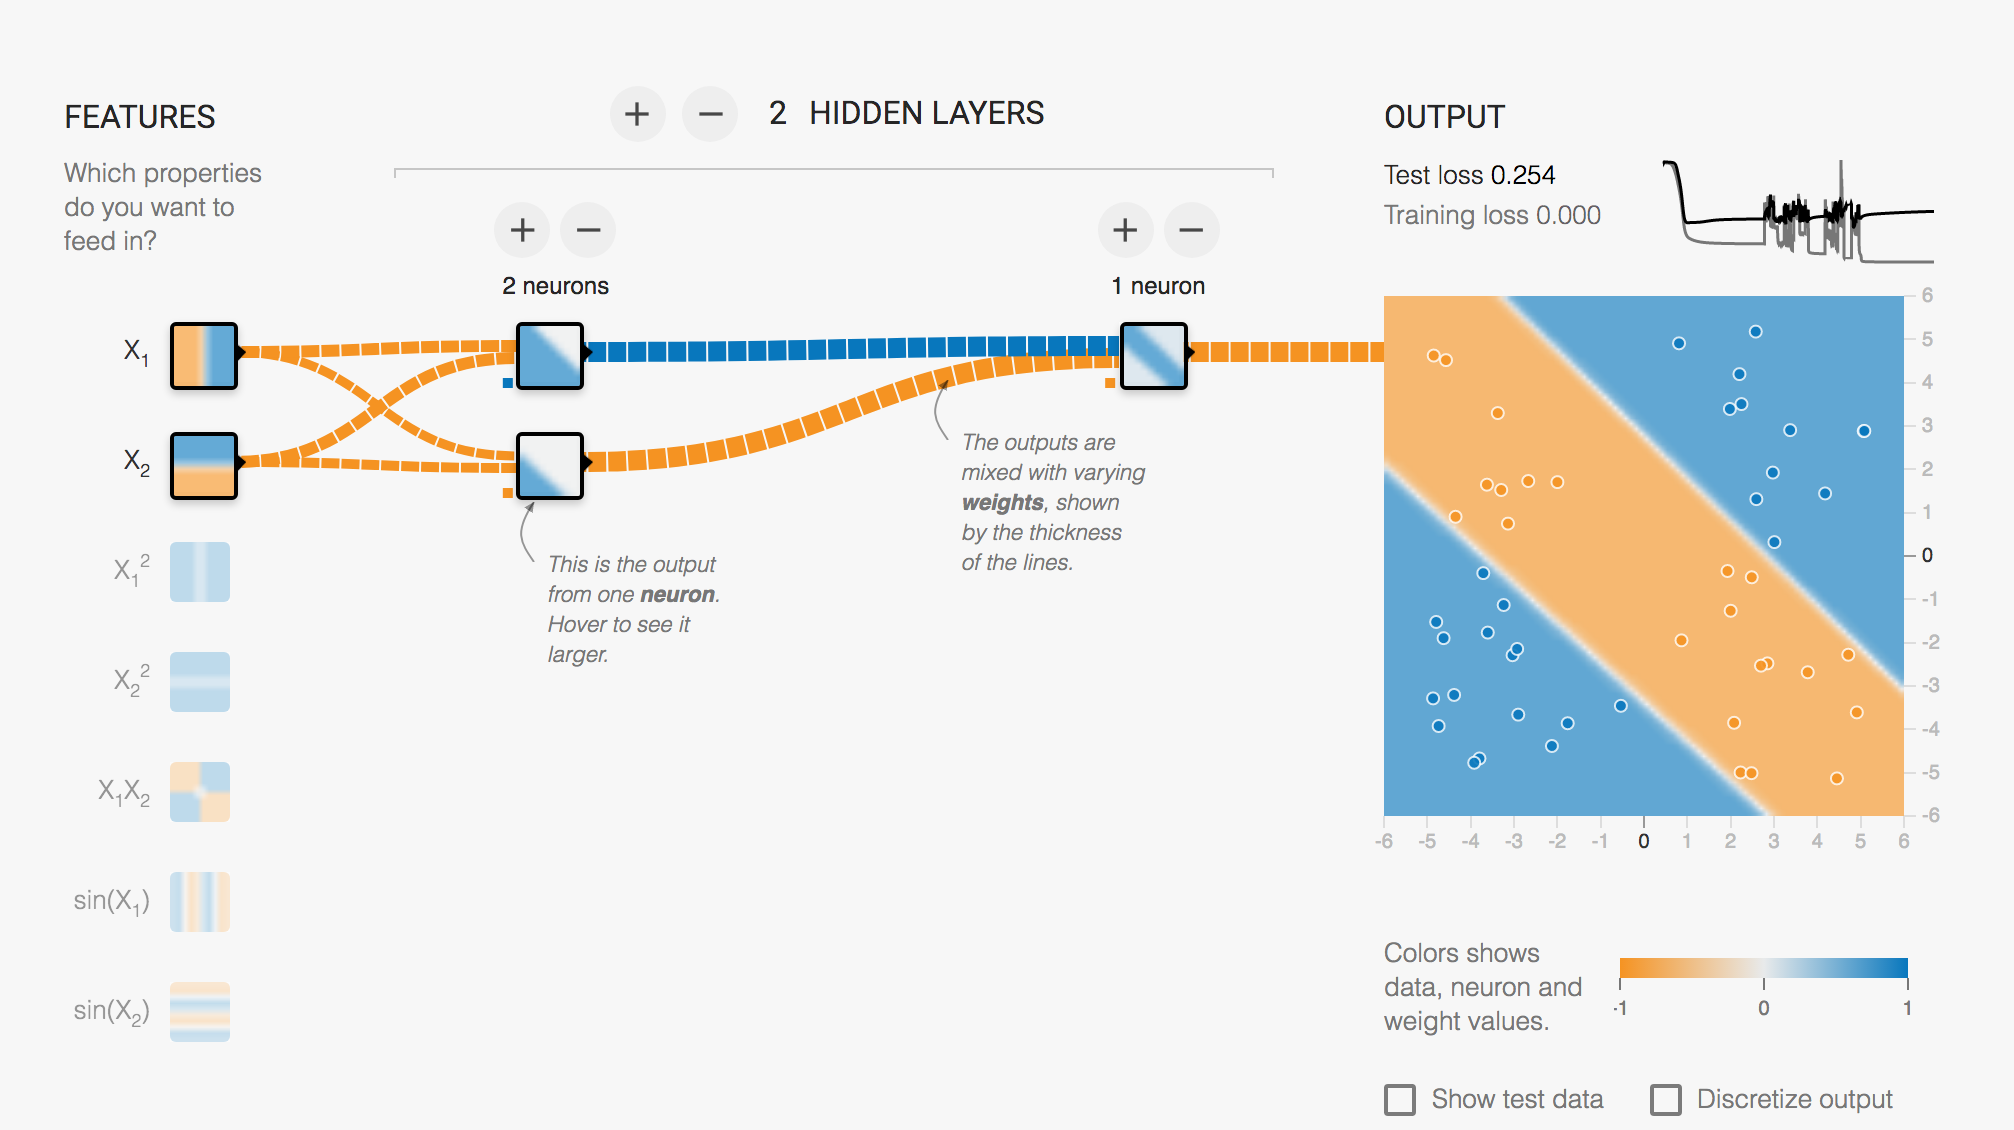 FEATURES
Which properties
do you want to
feed in?
+ − 2 HIDDEN LAYERS
+ −
2 neurons
+ −
1 neuron
X1
X2
X1²
X2²
X1X2
sin(X1)
sin(X2)
This is the output
from one neuron.
Hover to see it
larger.
The outputs are
mixed with varying
weights, shown
by the thickness
of the lines.
OUTPUT
Test loss 0.254
Training loss 0.000
6
5
4
3
2
1
0
-1
-2
-3
-4
-5
-6
-6 -5 -4 -3 -2 -1 0 1 2 3 4 5 6
Colors shows
data, neuron and
weight values.
-1 0 1
Show test data
Discretize output